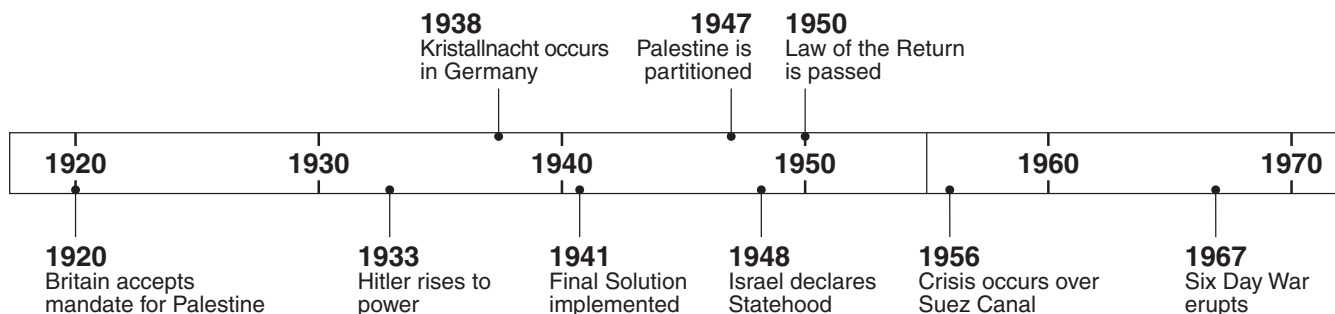 1938
Kristallnacht occurs
in Germany
1947
Palestine is
partitioned
1950
Law of the Return
is passed
1920
1930
1940
1950
1960
1970
1920
Britain accepts
mandate for Palestine
1933
Hitler rises to
power
1941
Final Solution
implemented
1948
Israel declares
Statehood
1956
Crisis occurs over
Suez Canal
1967
Six Day War
erupts